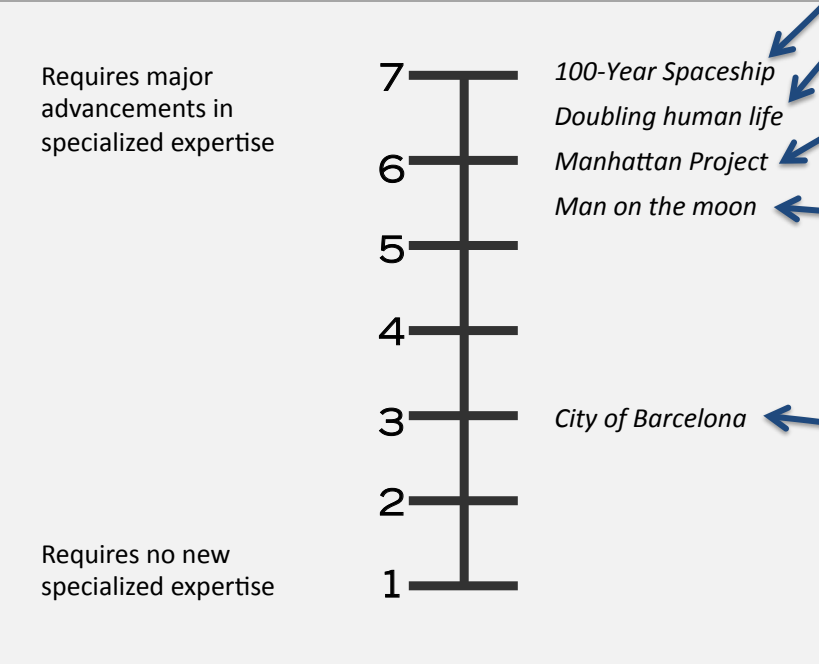 Requires major
advancements in
specialized expertise
7
100-Year Spaceship
Doubling human life
6
Manhattan Project
Man on the moon
5
4
3
City of Barcelona
2
Requires no new
specialized expertise
1